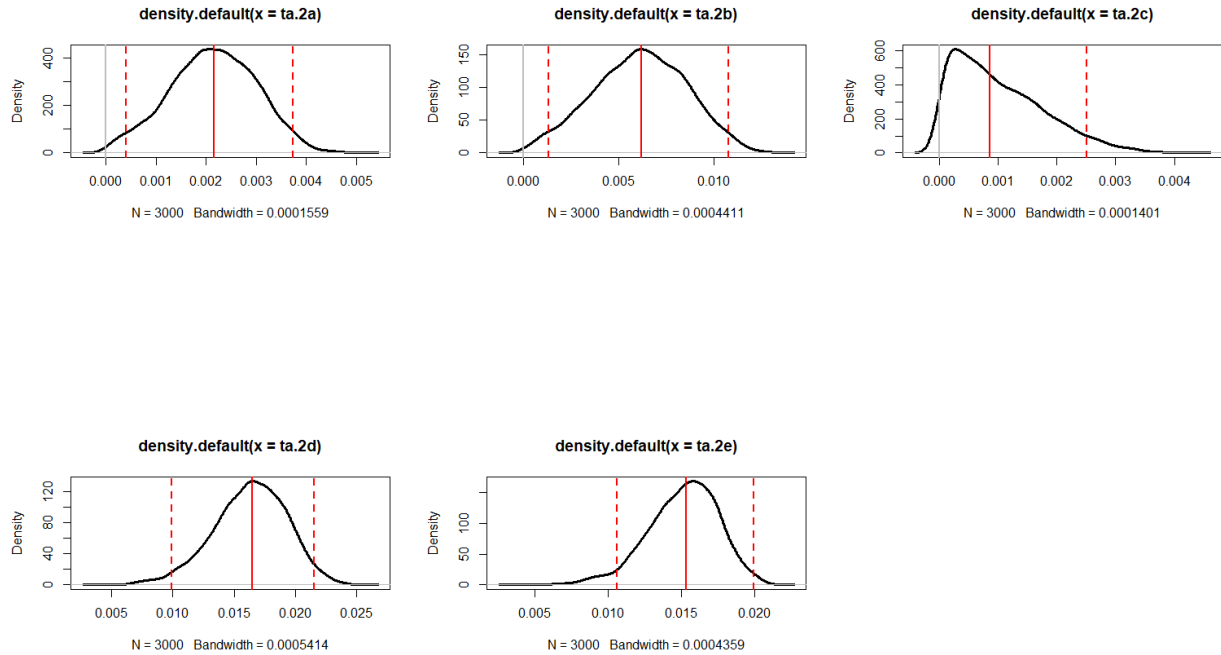 density.default(x = ta.2a)
Density
0 200 400
0.000 0.001 0.002 0.003 0.004 0.005
N = 3000 Bandwidth = 0.0001559
density.default(x = ta.2b)
Density
0 50 100 150
0.000 0.005 0.010
N = 3000 Bandwidth = 0.0004411
density.default(x = ta.2c)
Density
0 200 400 600
0.000 0.001 0.002 0.003 0.004
N = 3000 Bandwidth = 0.0001401
density.default(x = ta.2d)
Density
0 40 80 120
0.005 0.010 0.015 0.020 0.025
N = 3000 Bandwidth = 0.0005414
density.default(x = ta.2e)
Density
0 50 100
0.005 0.010 0.015 0.020
N = 3000 Bandwidth = 0.0004359